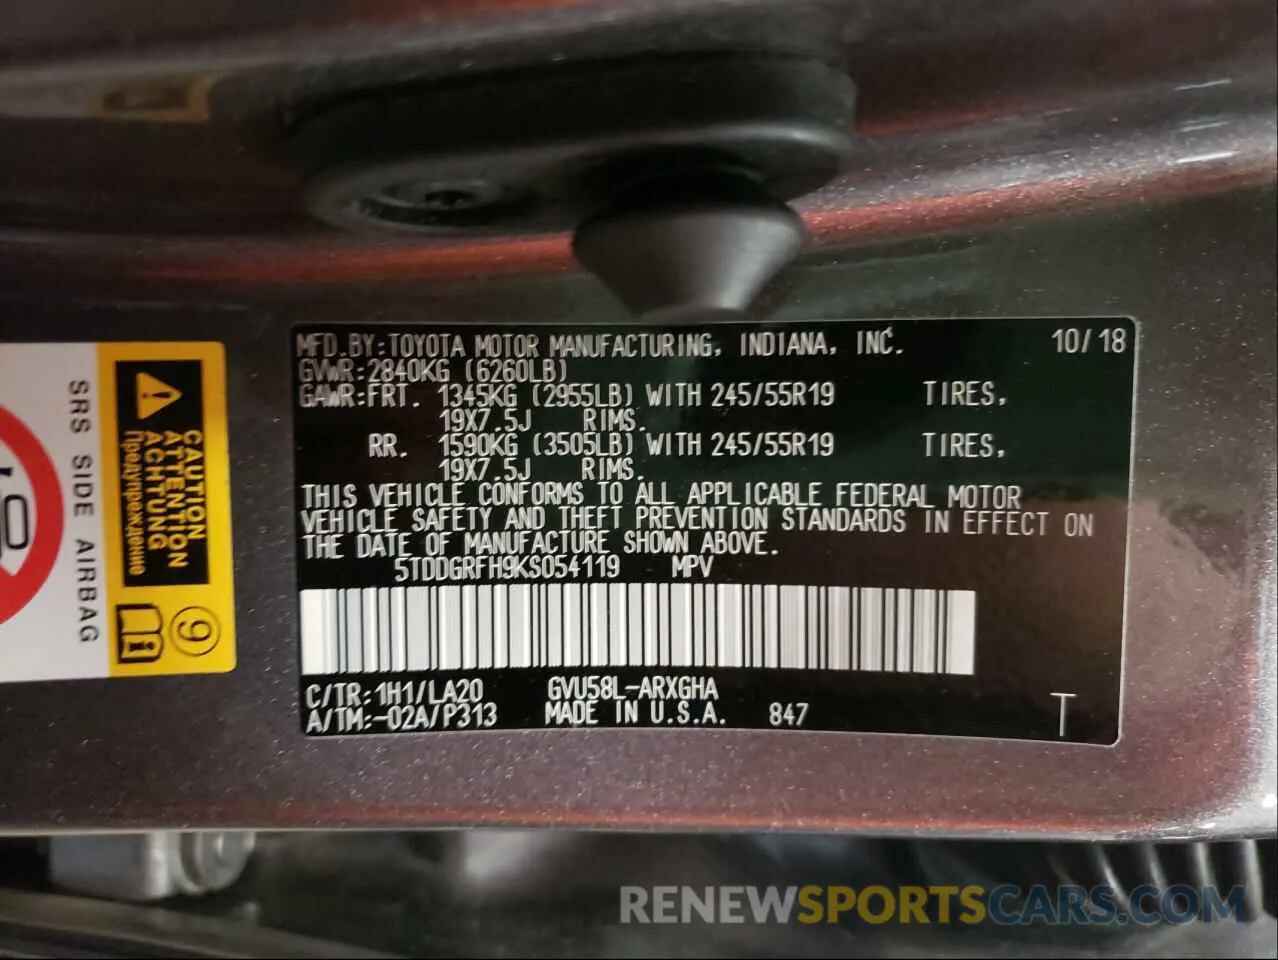 MFD.BY:TOYOTA MOTOR MANUFACTURING, INDIANA, INC. 10/18
GVWR:2840KG (6260LB)
GAWR:FRT. 1345KG (2955LB) WITH 245/55R19 TIRES,
19X7.5J RIMS.
RR. 1590KG (3505LB) WITH 245/55R19 TIRES,
19X7.5J RIMS.
THIS VEHICLE CONFORMS TO ALL APPLICABLE FEDERAL MOTOR
VEHICLE SAFETY AND THEFT PREVENTION STANDARDS IN EFFECT ON
THE DATE OF MANUFACTURE SHOWN ABOVE.
5TDDGRFH9KS054119 MPV
C/TR:1H1/LA20 GVU58L-ARXGHA
A/TM:-02A/P313 MADE IN U.S.A. 847 T
CAUTION
ATTENTION
ACHTUNG
Предупреждение
9
SRS SIDE AIRBAG
RENEWSPORTSCARS.COM